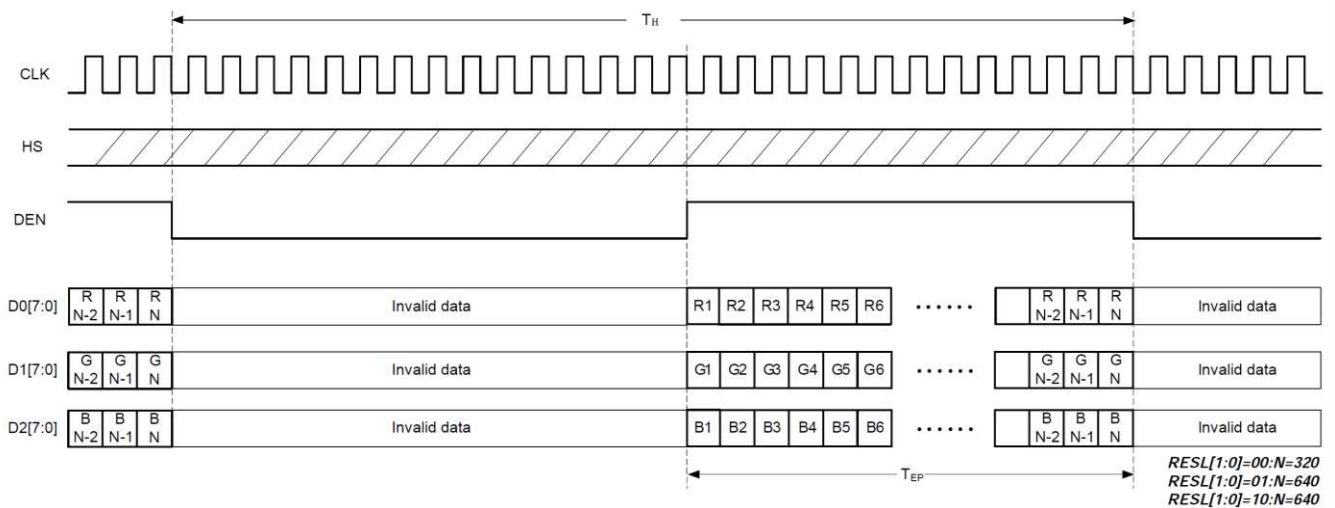 TH
CLK
HS
DEN
D0[7:0] R N-2 R N-1 R N Invalid data R1 R2 R3 R4 R5 R6 ...... R N-2 R N-1 R N Invalid data
D1[7:0] G N-2 G N-1 G N Invalid data G1 G2 G3 G4 G5 G6 ...... G N-2 G N-1 G N Invalid data
D2[7:0] B N-2 B N-1 B N Invalid data B1 B2 B3 B4 B5 B6 ...... B N-2 B N-1 B N Invalid data
TEP
RESL[1:0]=00:N=320
RESL[1:0]=01:N=640
RESL[1:0]=10:N=640